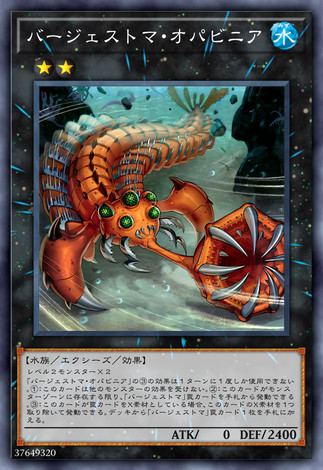 バージェストマ・オパビニア
水
【水族／エクシーズ／効果】
レベル２モンスター×２
「バージェストマ・オパビニア」の③の効果は１ターンに１度しか使用できない。
①：このカードは他のモンスターの効果を受けない。②：このカードがモンスターゾーンに存在する限り、「バージェストマ」罠カードを手札から発動できる。
③：このカードが罠カードをX素材としている場合、このカードのX素材を１つ取り除いて発動できる。デッキから「バージェストマ」罠カード１枚を手札に加える。
ATK/ 0 DEF/2400
37649320